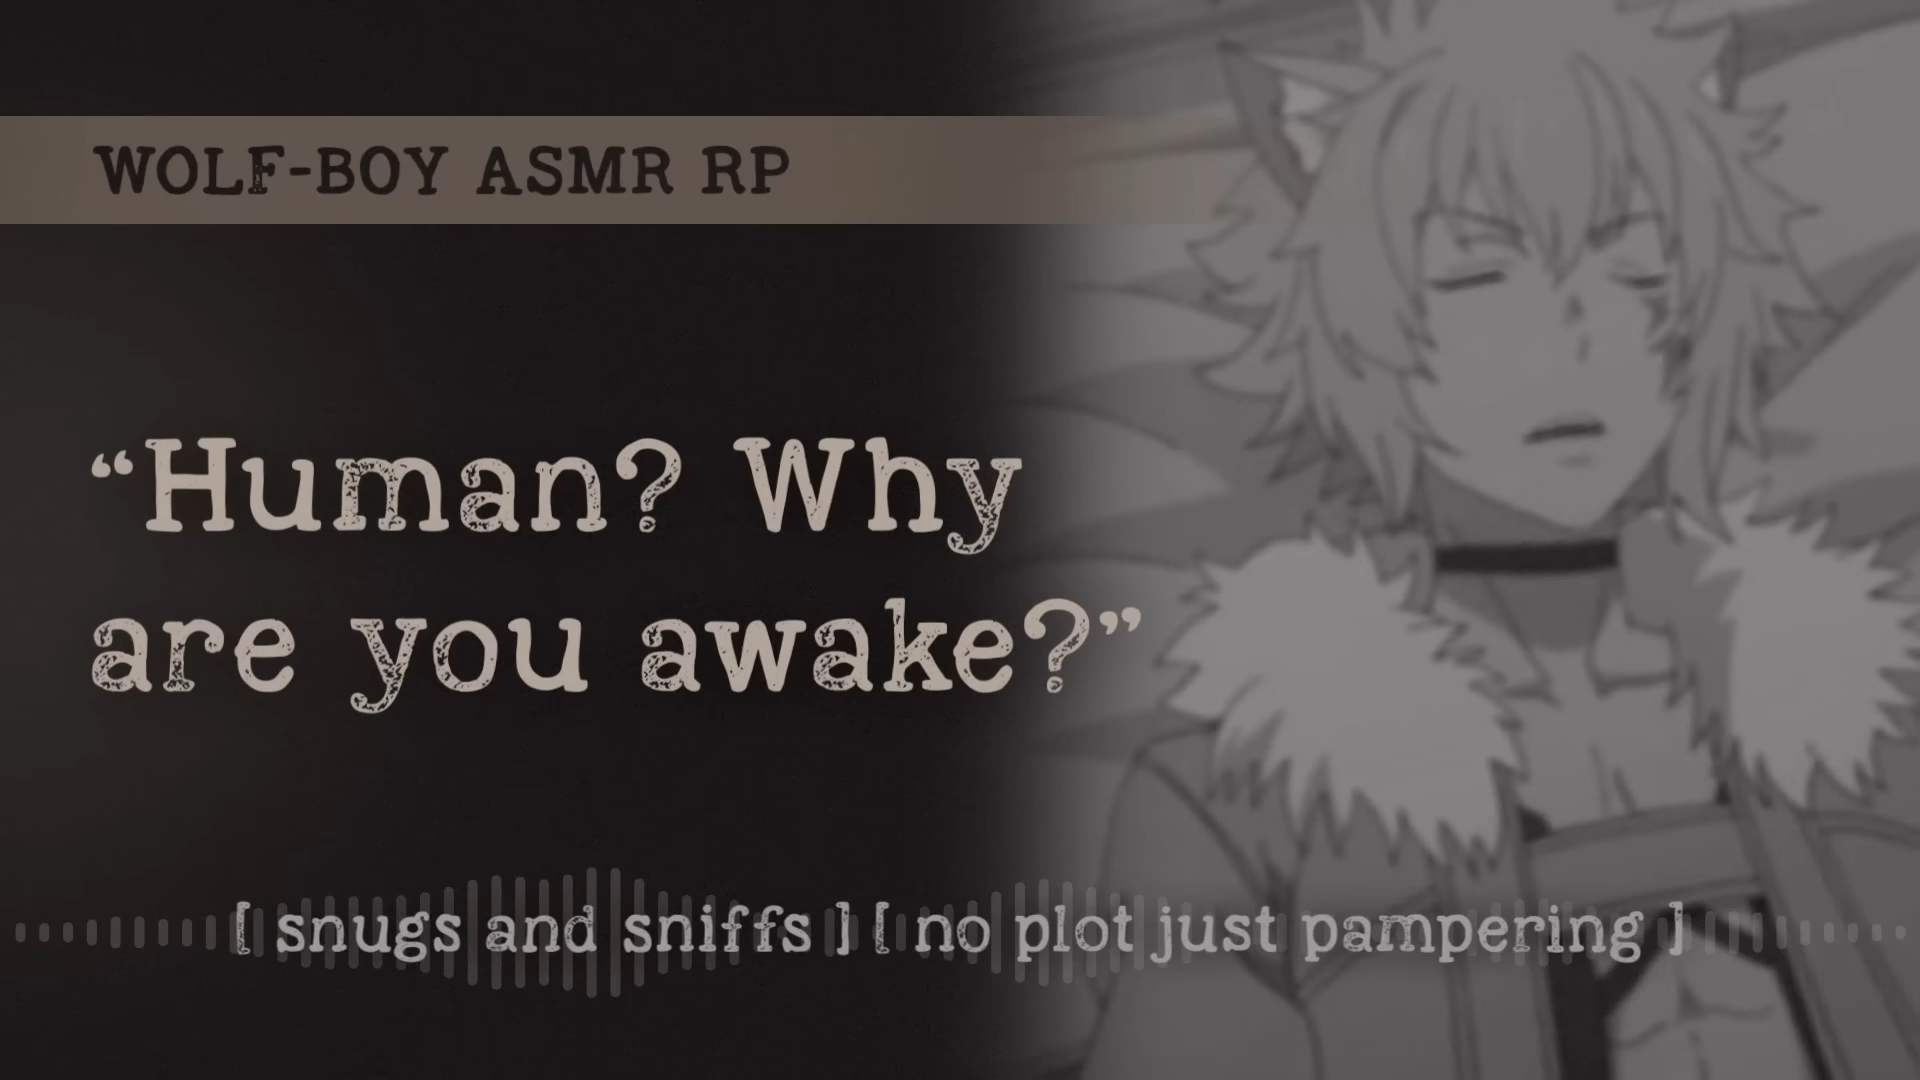 WOLF-BOY ASMR RP
“Human? Why
are you awake?”
[ snugs and sniffs ] [ no plot just pampering ]